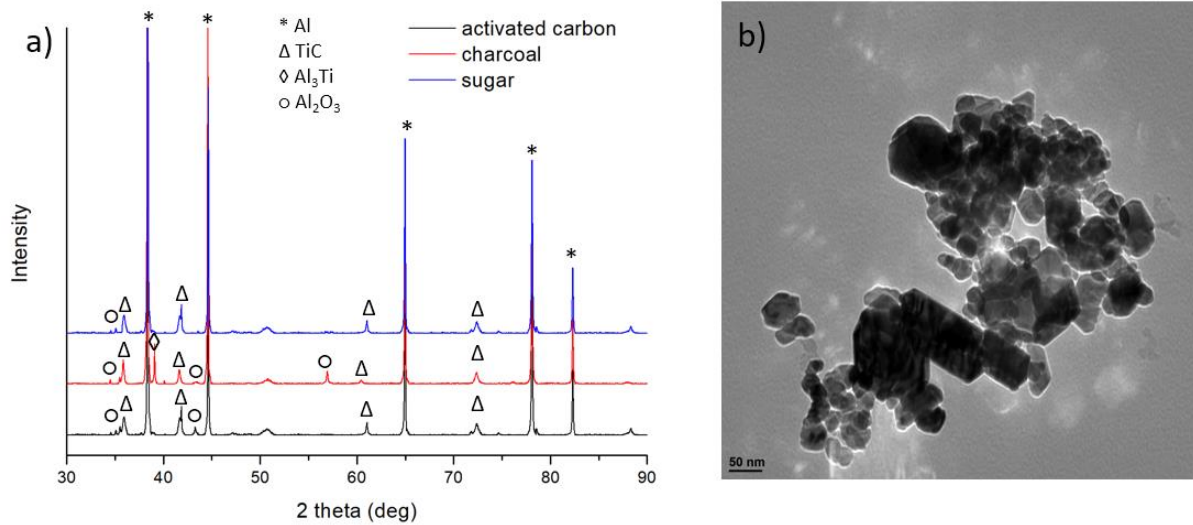 a)
* Al
Δ TiC
◊ Al₃Ti
○ Al₂O₃
activated carbon
charcoal
sugar
Intensity
* * * * *
○ Δ Δ Δ Δ
○ Δ ◊ Δ ○ ○ Δ Δ
○ Δ Δ ○ Δ Δ
30 40 50 60 70 80 90
2 theta (deg)
b)
50 nm